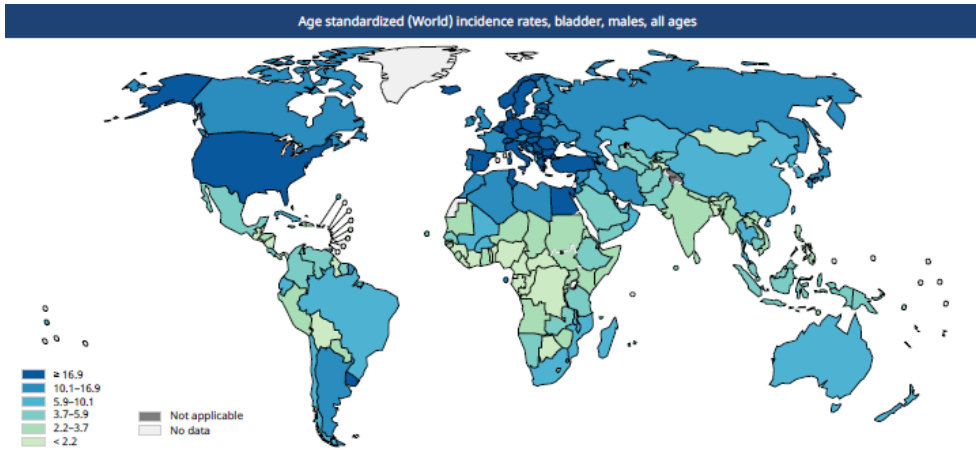 Age standardized (World) incidence rates, bladder, males, all ages
≥ 16.9
10.1–16.9
5.9–10.1
3.7–5.9
2.2–3.7
< 2.2
Not applicable
No data